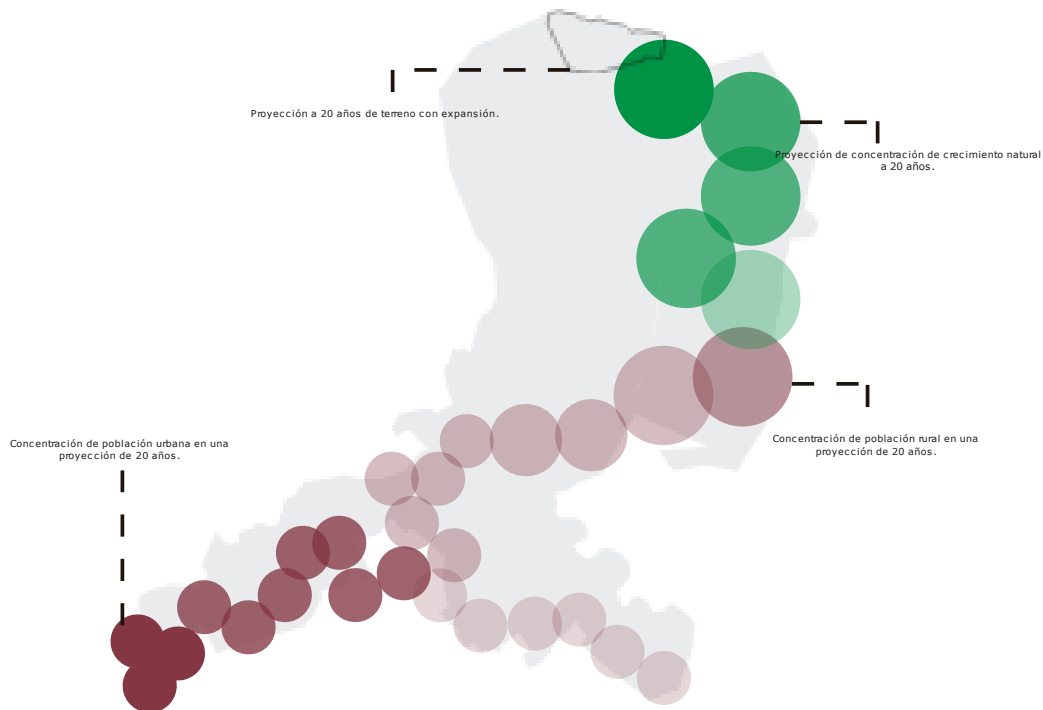 Proyección a 20 años de terreno con expansión.
Proyección de concentración de crecimiento natural
a 20 años.
Concentración de población urbana en una
proyección de 20 años.
Concentración de población rural en una
proyección de 20 años.